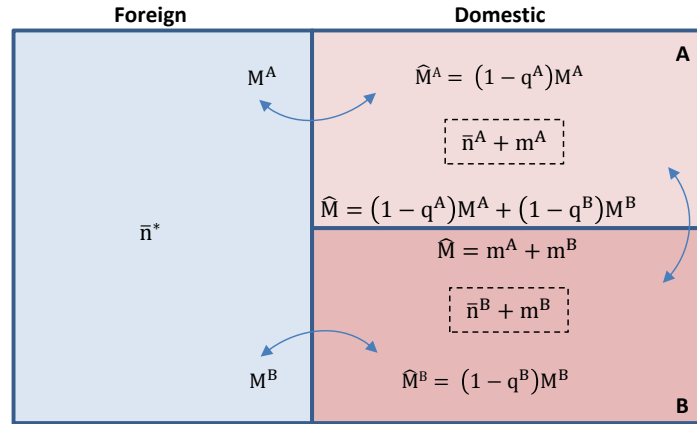 Foreign Domestic
A
M^A M̂^A = (1 − q^A)M^A
n̄^A + m^A
M̂ = (1 − q^A)M^A + (1 − q^B)M^B
n̄*
M̂ = m^A + m^B
n̄^B + m^B
M^B M̂^B = (1 − q^B)M^B
B